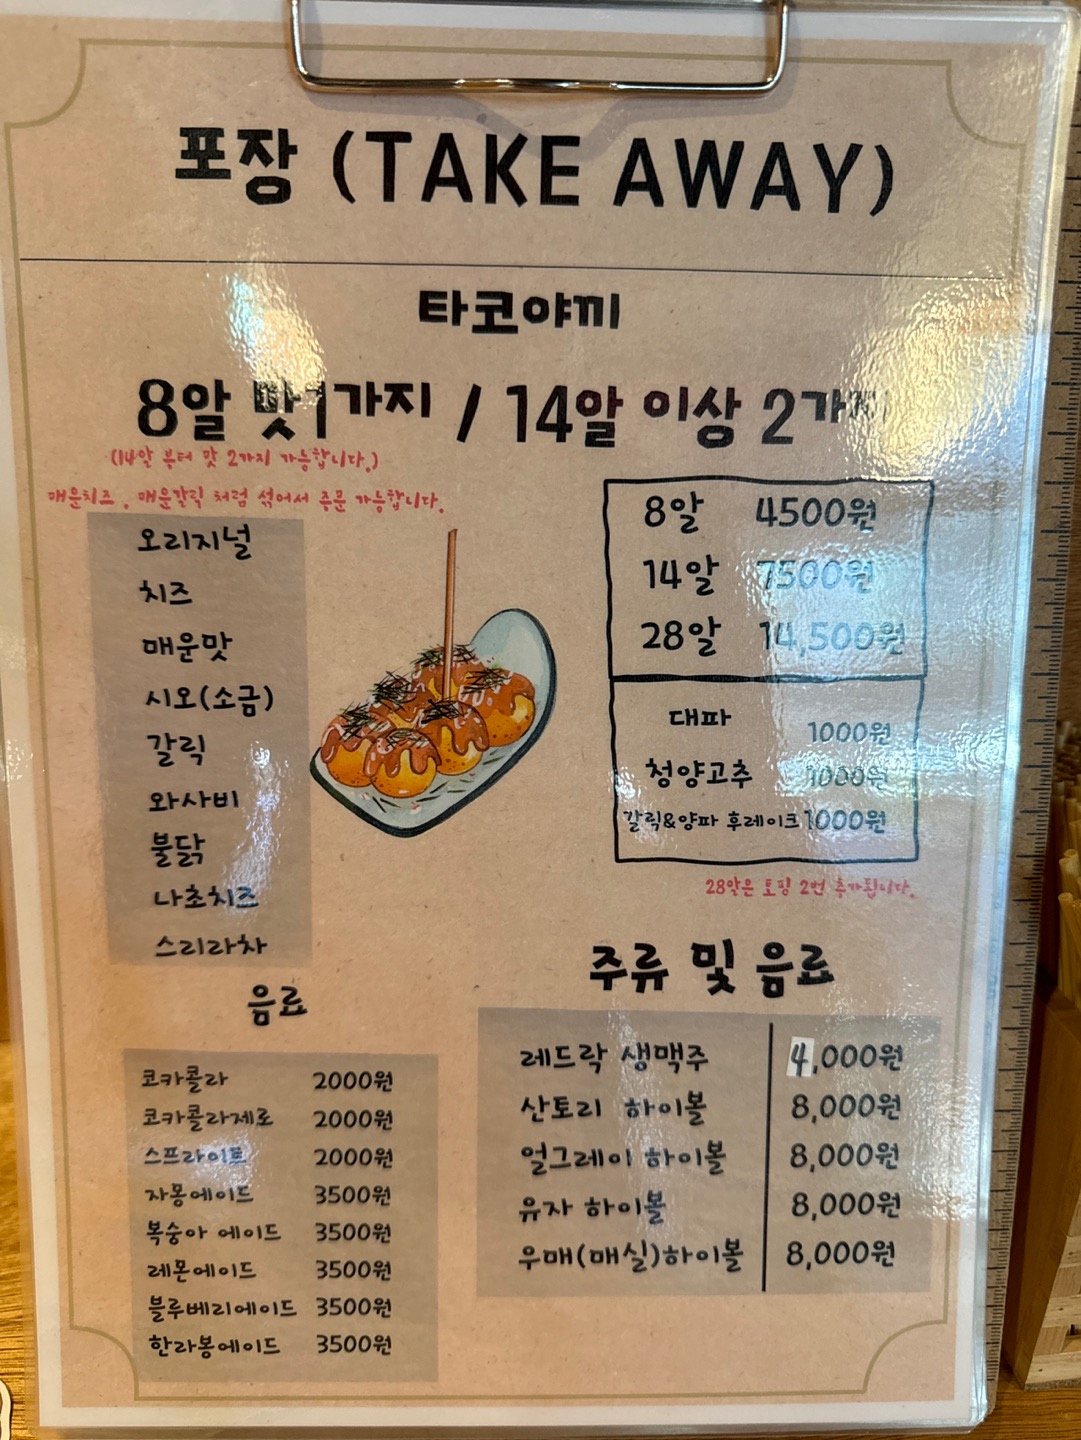 포장 (TAKE AWAY)
타코야끼
8알 맛1가지 / 14알 이상 2가지
(14알 부터 맛 2가지 가능합니다.)
매운치즈, 매운갈릭 처럼 섞어서 주문 가능합니다.
오리지널
치즈
매운맛
시오(소금)
갈릭
와사비
불닭
나초치즈
스리라차
8알 4500원
14알 7500원
28알 14,500원
대파 1000원
청양고추 1000원
갈릭&양파 후레이크 1000원
28알은 토핑 2번 추가됩니다.
음료
코카콜라 2000원
코카콜라제로 2000원
스프라이트 2000원
자몽에이드 3500원
복숭아 에이드 3500원
레몬에이드 3500원
블루베리에이드 3500원
한라봉에이드 3500원
주류 및 음료
레드락 생맥주 4,000원
산토리 하이볼 8,000원
얼그레이 하이볼 8,000원
유자 하이볼 8,000원
우매(매실)하이볼 8,000원